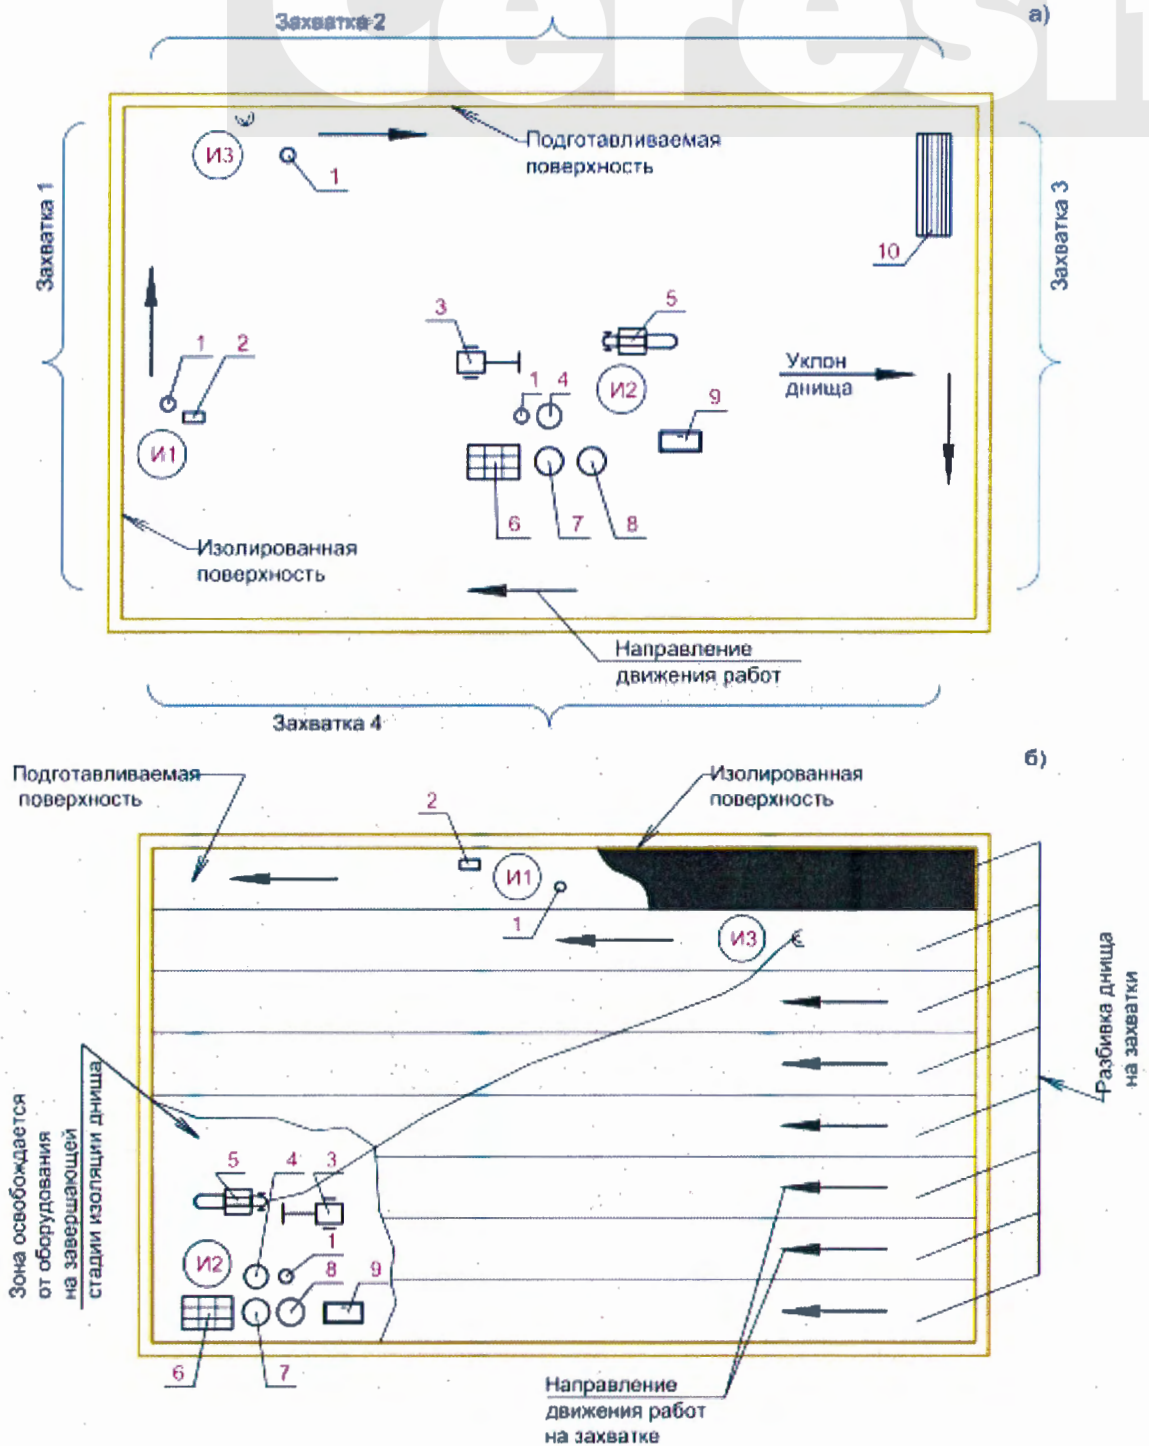 Ceresit
Захватка 2
а)
Подготавливаемая
поверхность
И3
1
Захватка 1
Захватка 3
10
3
5
1
2
1
4
И2
Уклон
днища
9
И1
6
7
8
Изолированная
поверхность
Направление
движения работ
Захватка 4
б)
Подготавливаемая
поверхность
Изолированная
поверхность
2
И1
1
И3
Разбивка днища
на захватки
Зона освобождается
от оборудования
на завершающей
стадии изоляции днища
5
4
3
И2
1
8
9
6
7
Направление
движения работ
на захватке